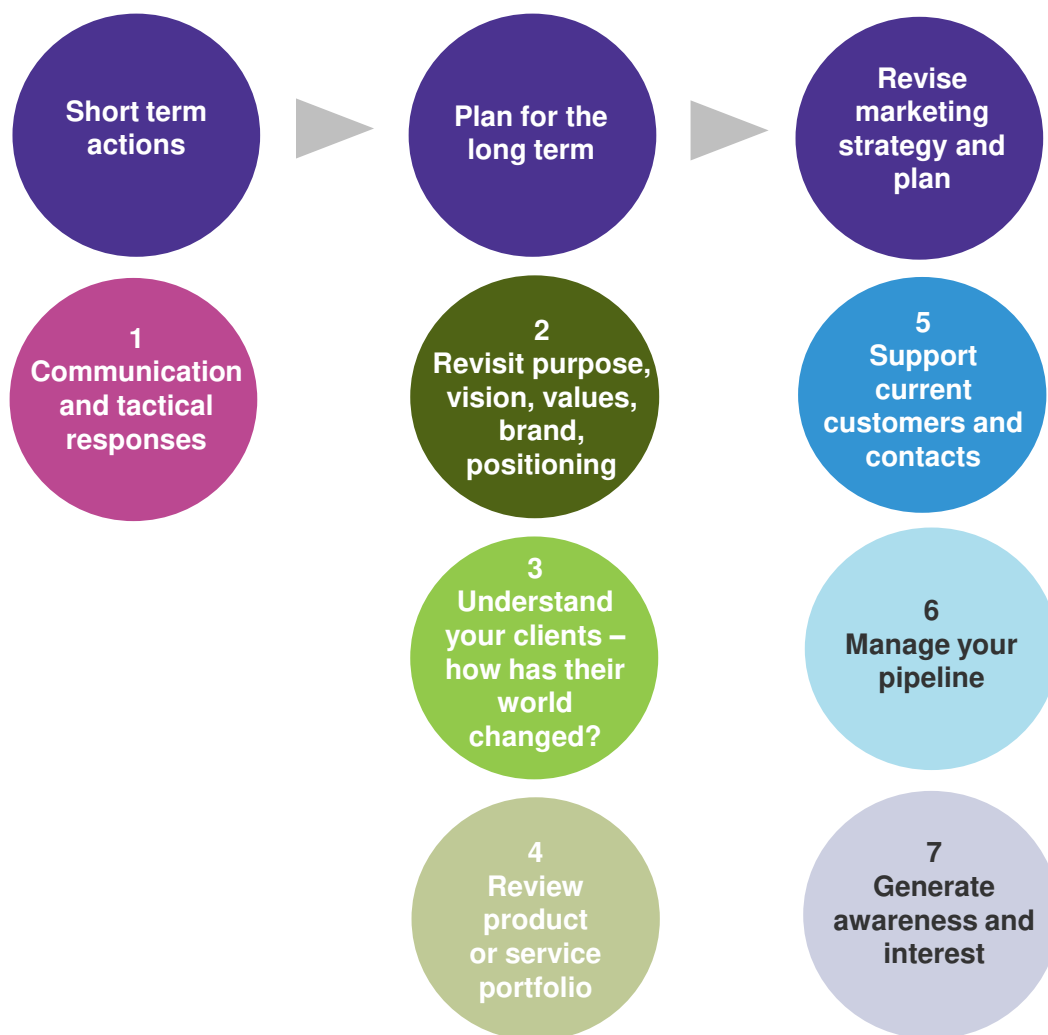 Short term
actions
Plan for the
long term
Revise
marketing
strategy and
plan
1
Communication
and tactical
responses
2
Revisit purpose,
vision, values,
brand,
positioning
3
Understand
your clients –
how has their
world
changed?
4
Review
product
or service
portfolio
5
Support
current
customers and
contacts
6
Manage your
pipeline
7
Generate
awareness and
interest